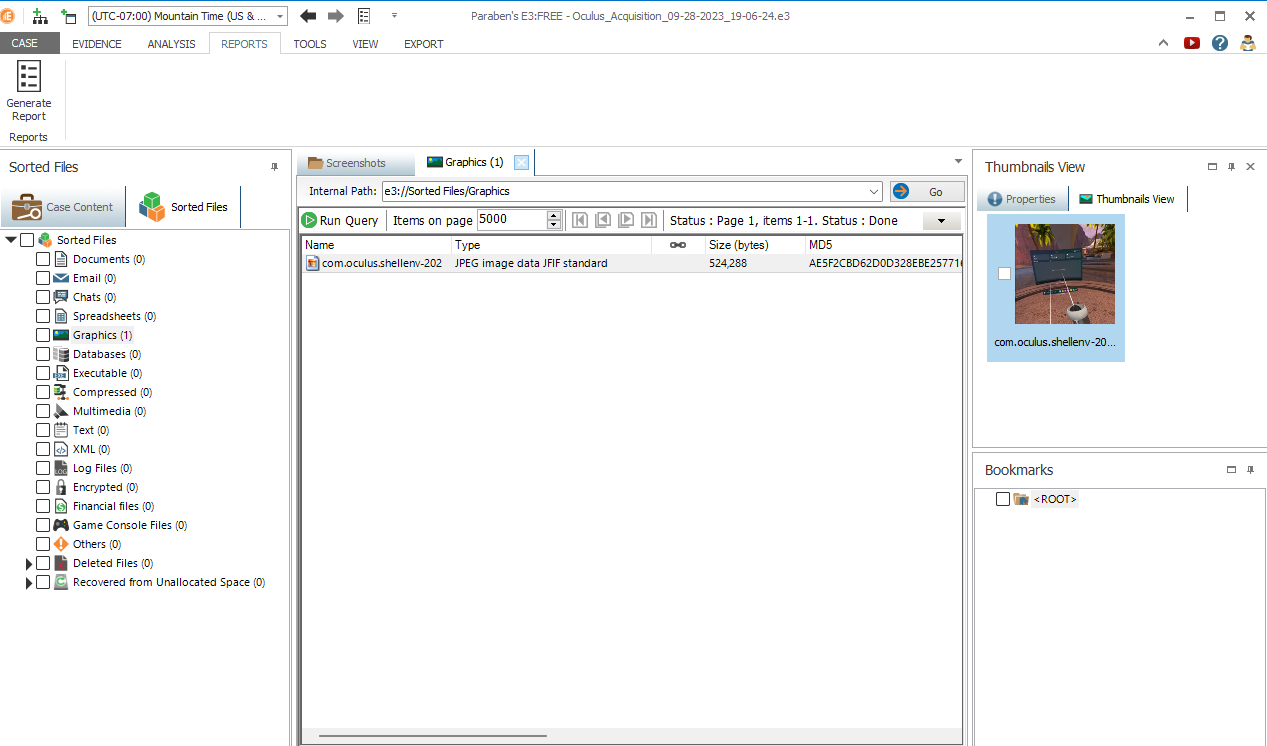 (UTC-07:00) Mountain Time (US & ...
Paraben's E3:FREE - Oculus_Acquisition_09-28-2023_19-06-24.e3
CASE EVIDENCE ANALYSIS REPORTS TOOLS VIEW EXPORT
Generate
Report
Reports
Sorted Files
Case Content
Sorted Files
Sorted Files
Documents (0)
Email (0)
Chats (0)
Spreadsheets (0)
Graphics (1)
Databases (0)
Executable (0)
Compressed (0)
Multimedia (0)
Text (0)
XML (0)
Log Files (0)
Encrypted (0)
Financial files (0)
Game Console Files (0)
Others (0)
Deleted Files (0)
Recovered from Unallocated Space (0)
Screenshots
Graphics (1)
Internal Path: e3://Sorted Files/Graphics Go
Run Query Items on page 5000 Status : Page 1, items 1-1. Status : Done
Name Type Size (bytes) MD5
com.oculus.shellenv-202 JPEG image data JFIF standard 524,288 AE5F2CBD62D0D328EBE257716
Thumbnails View
Properties
Thumbnails View
com.oculus.shellenv-20...
Bookmarks
<ROOT>